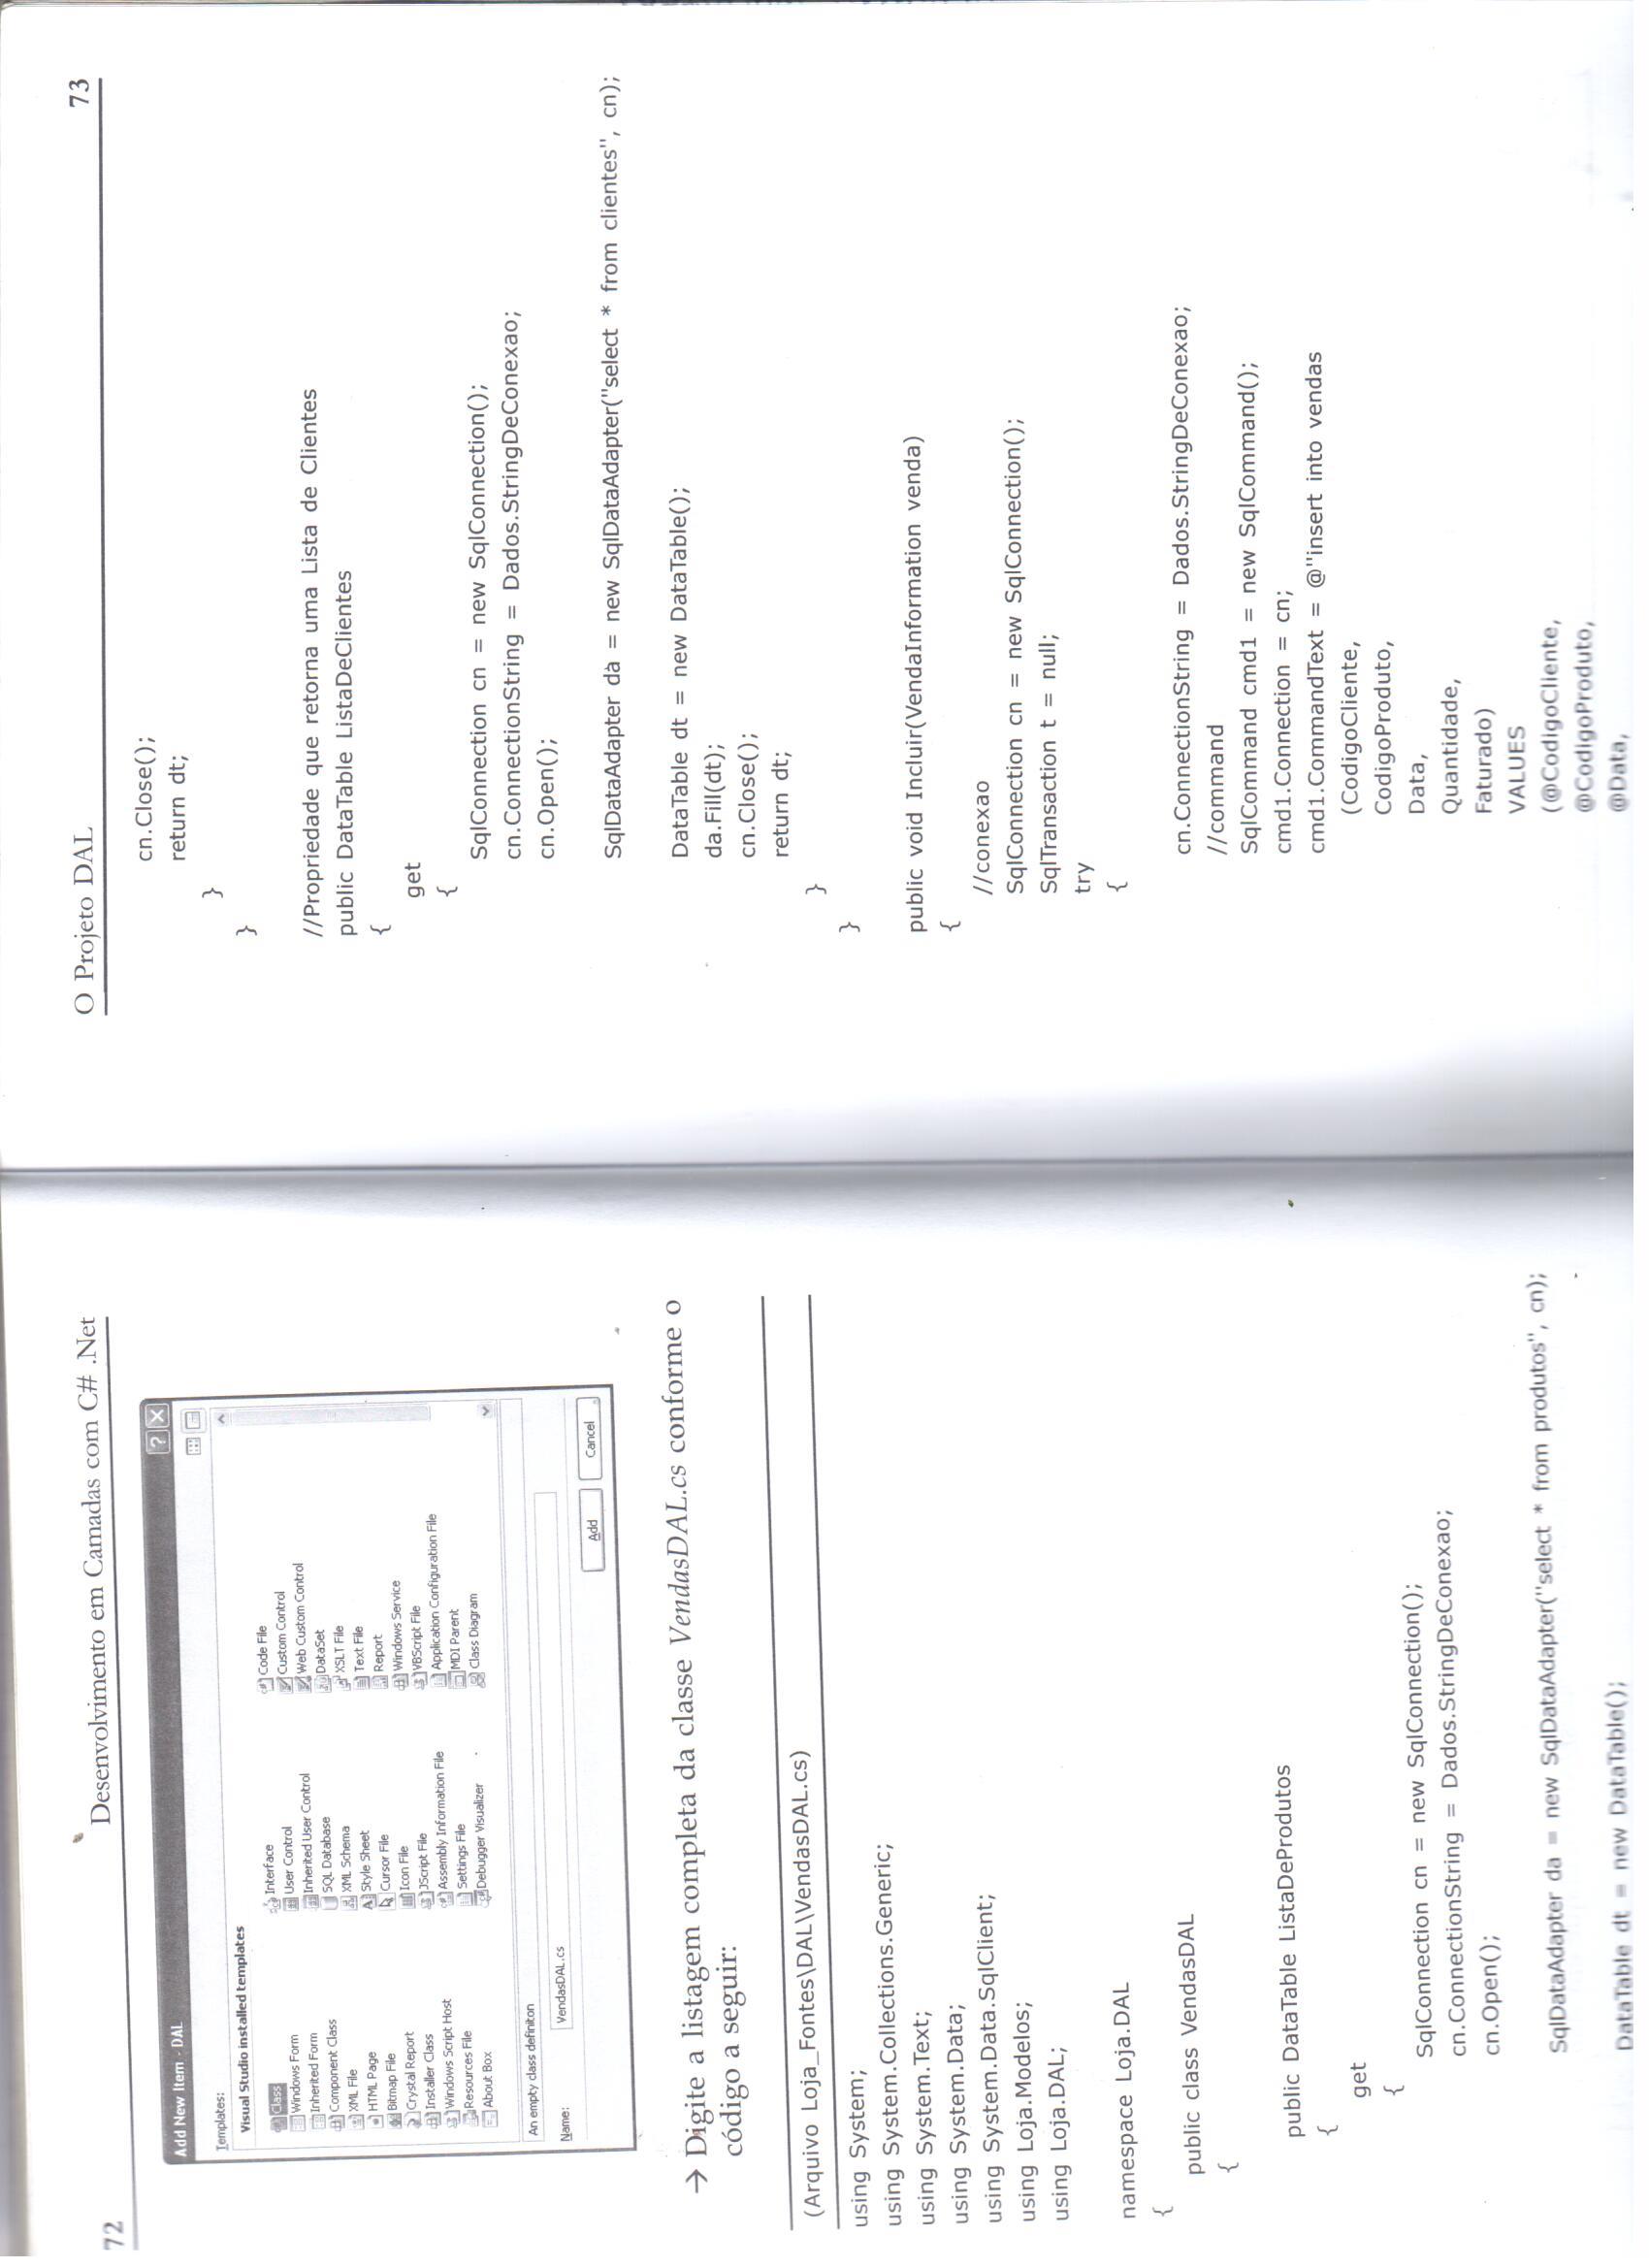 72
Desenvolvimento em Camadas com C# .Net
Add New Item - DAL
Templates:
Visual Studio installed templates
Class
Windows Form
Inherited Form
Component Class
XML File
HTML Page
Bitmap File
Crystal Report
Installer Class
Windows Script Host
Resources File
About Box
Interface
User Control
Inherited User Control
SQL Database
XML Schema
Style Sheet
Cursor File
Icon File
JScript File
Assembly Information File
Settings File
Debugger Visualizer
Code File
Custom Control
Web Custom Control
DataSet
XSLT File
Text File
Report
Windows Service
VBScript File
Application Configuration File
MDI Parent
Class Diagram
An empty class definiton
Name: VendasDAL.cs
Add Cancel
→ Digite a listagem completa da classe VendasDAL.cs conforme o
código a seguir:
(Arquivo Loja_Fontes\DAL\VendasDAL.cs)
using System;
using System.Collections.Generic;
using System.Text;
using System.Data;
using System.Data.SqlClient;
using Loja.Modelos;
using Loja.DAL;
namespace Loja.DAL
{
public class VendasDAL
{
public DataTable ListaDeProdutos
{
get
{
SqlConnection cn = new SqlConnection();
cn.ConnectionString = Dados.StringDeConexao;
cn.Open();
SqlDataAdapter da = new SqlDataAdapter("select * from produtos", cn);
DataTable dt = new DataTable();
O Projeto DAL
73
cn.Close();
return dt;
}
}
//Propriedade que retorna uma Lista de Clientes
public DataTable ListaDeClientes
{
get
{
SqlConnection cn = new SqlConnection();
cn.ConnectionString = Dados.StringDeConexao;
cn.Open();
SqlDataAdapter da = new SqlDataAdapter("select * from clientes", cn);
DataTable dt = new DataTable();
da.Fill(dt);
cn.Close();
return dt;
}
}
public void Incluir(VendaInformation venda)
{
//conexao
SqlConnection cn = new SqlConnection();
SqlTransaction t = null;
try
{
cn.ConnectionString = Dados.StringDeConexao;
//command
SqlCommand cmd1 = new SqlCommand();
cmd1.Connection = cn;
cmd1.CommandText = @"insert into vendas
(CodigoCliente,
CodigoProduto,
Data,
Quantidade,
Faturado)
VALUES
(@CodigoCliente,
@CodigoProduto,
@Data,